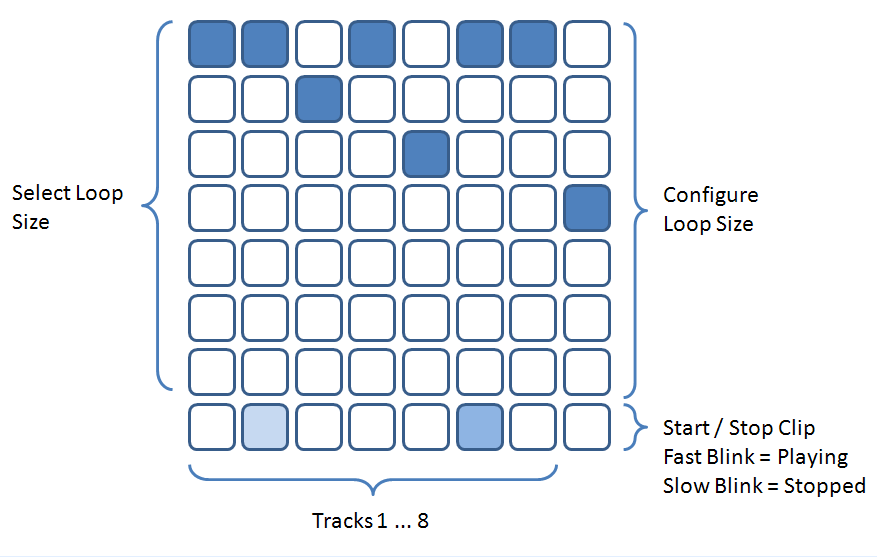 Select Loop
Size
Configure
Loop Size
Start / Stop Clip
Fast Blink = Playing
Slow Blink = Stopped
Tracks 1 ... 8